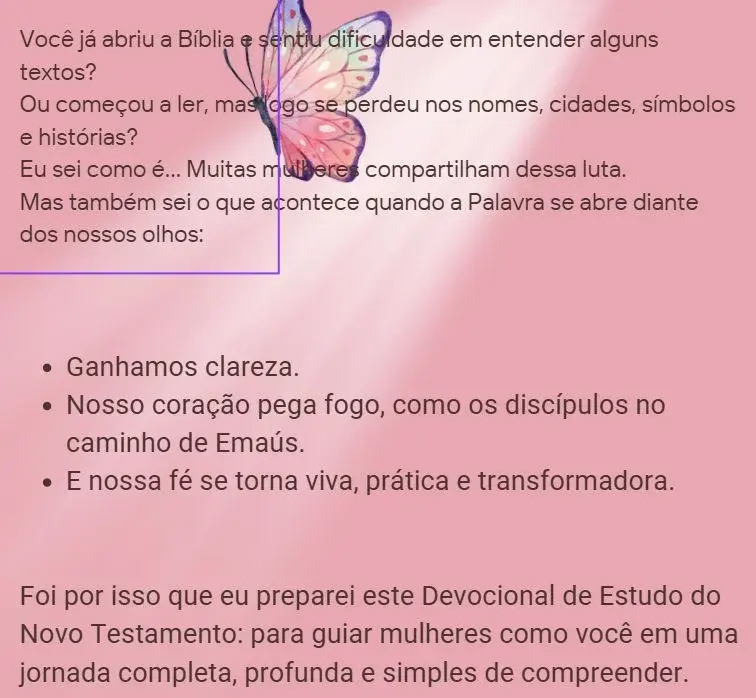 Você já abriu a Bíblia e sentiu dificuldade em entender alguns
textos?
Ou começou a ler, mas logo se perdeu nos nomes, cidades, símbolos
e histórias?
Eu sei como é... Muitas mulheres compartilham dessa luta.
Mas também sei o que acontece quando a Palavra se abre diante
dos nossos olhos:
• Ganhamos clareza.
• Nosso coração pega fogo, como os discípulos no
caminho de Emaús.
• E nossa fé se torna viva, prática e transformadora.
Foi por isso que eu preparei este Devocional de Estudo do
Novo Testamento: para guiar mulheres como você em uma
jornada completa, profunda e simples de compreender.